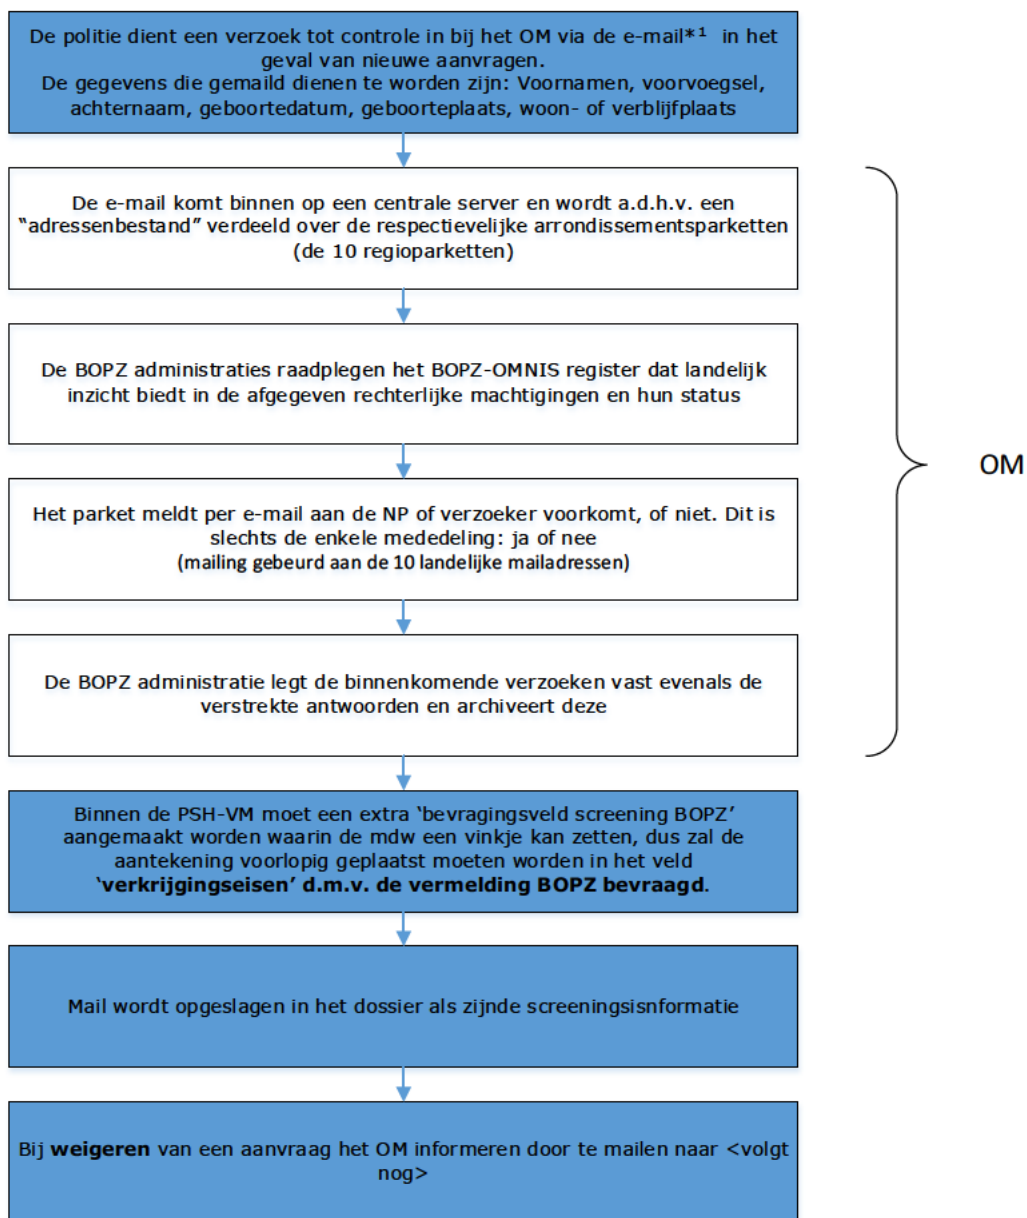 De politie dient een verzoek tot controle in bij het OM via de e-mail*¹ in het
geval van nieuwe aanvragen.
De gegevens die gemaild dienen te worden zijn: Voornamen, voorvoegsel,
achternaam, geboortedatum, geboorteplaats, woon- of verblijfplaats
De e-mail komt binnen op een centrale server en wordt a.d.h.v. een
“adressenbestand” verdeeld over de respectievelijke arrondissementsparketten
(de 10 regioparketten)
De BOPZ administraties raadplegen het BOPZ-OMNIS register dat landelijk
inzicht biedt in de afgegeven rechterlijke machtigingen en hun status
OM
Het parket meldt per e-mail aan de NP of verzoeker voorkomt, of niet. Dit is
slechts de enkele mededeling: ja of nee
(mailing gebeurd aan de 10 landelijke mailadressen)
De BOPZ administratie legt de binnenkomende verzoeken vast evenals de
verstrekte antwoorden en archiveert deze
Binnen de PSH-VM moet een extra ‘bevragingsveld screening BOPZ’
aangemaakt worden waarin de mdw een vinkje kan zetten, dus zal de
aantekening voorlopig geplaatst moeten worden in het veld
‘verkrijgingseisen’ d.m.v. de vermelding BOPZ bevraagd.
Mail wordt opgeslagen in het dossier als zijnde screeningsisnformatie
Bij weigeren van een aanvraag het OM informeren door te mailen naar <volgt
nog>